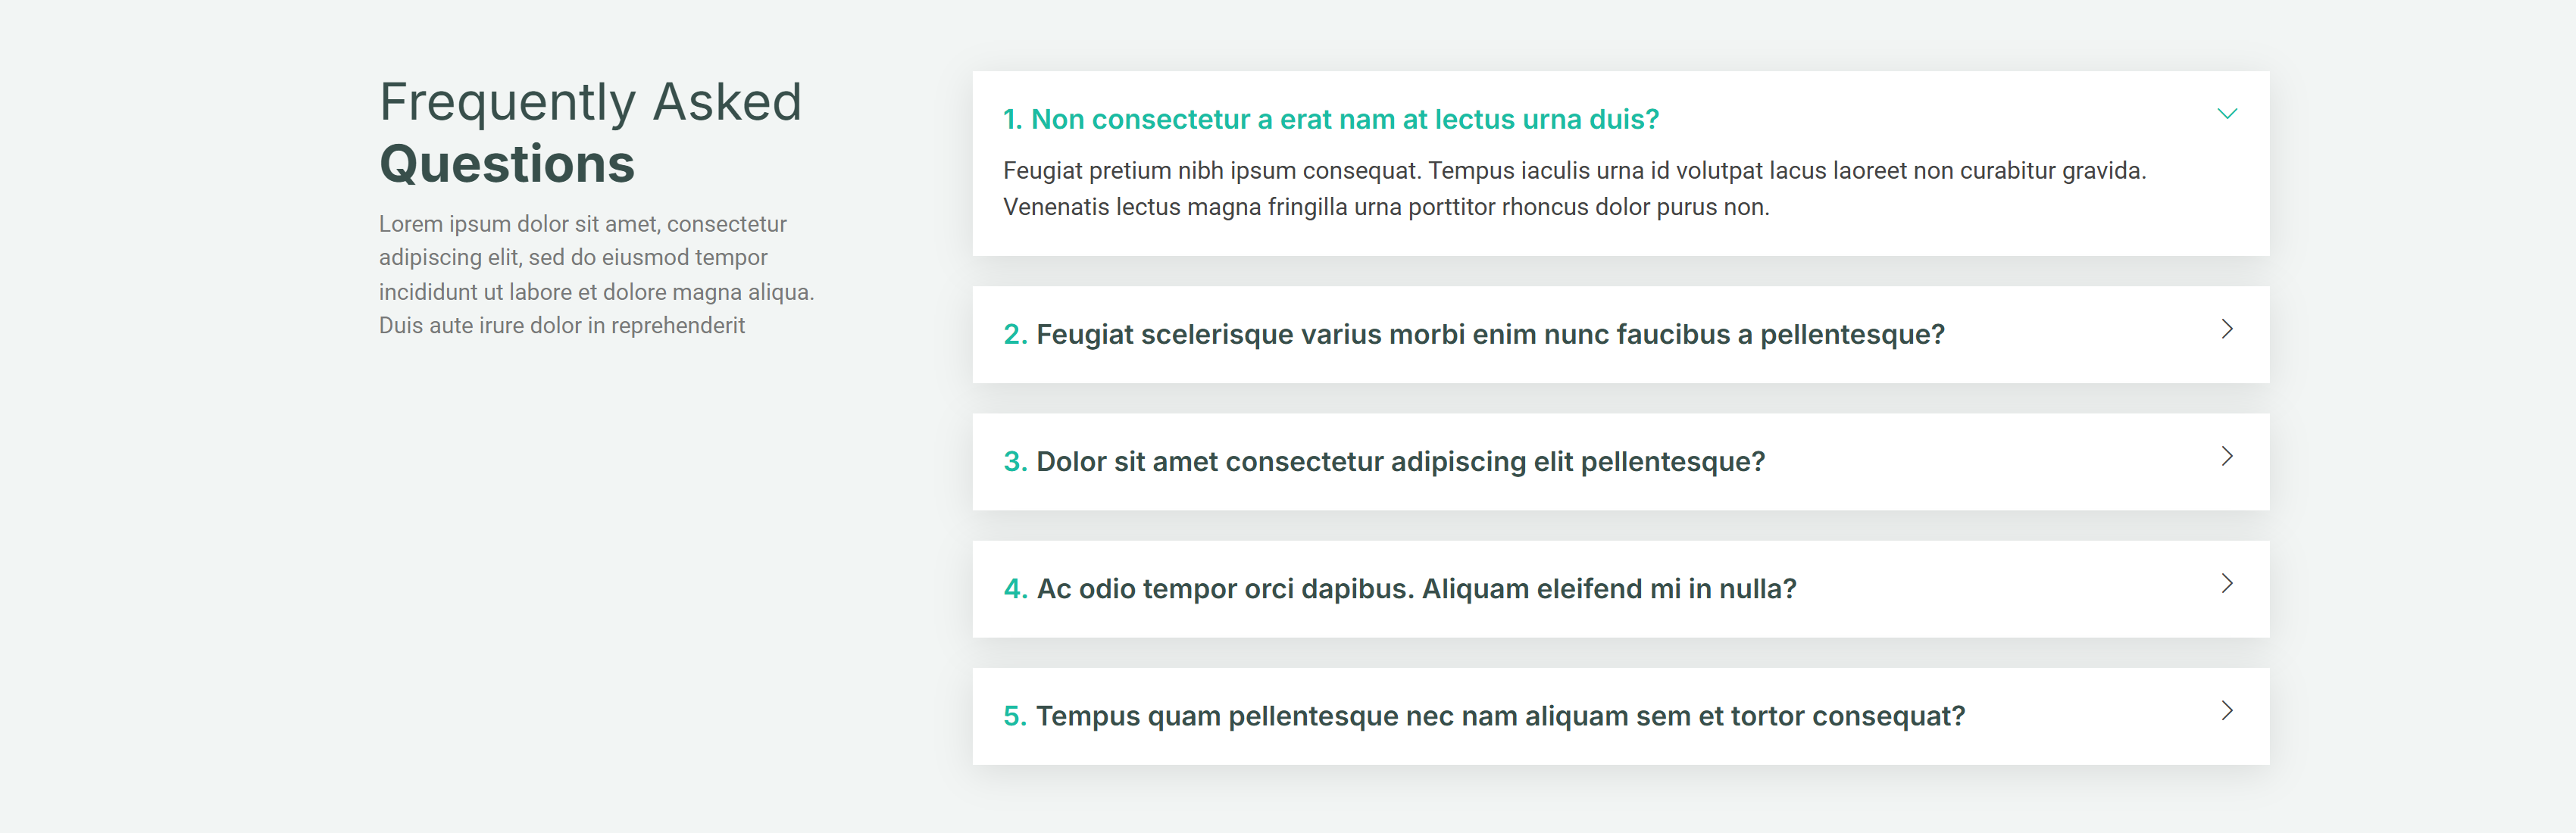 Frequently Asked
Questions
Lorem ipsum dolor sit amet, consectetur
adipiscing elit, sed do eiusmod tempor
incididunt ut labore et dolore magna aliqua.
Duis aute irure dolor in reprehenderit
1. Non consectetur a erat nam at lectus urna duis?
Feugiat pretium nibh ipsum consequat. Tempus iaculis urna id volutpat lacus laoreet non curabitur gravida.
Venenatis lectus magna fringilla urna porttitor rhoncus dolor purus non.
2. Feugiat scelerisque varius morbi enim nunc faucibus a pellentesque?
3. Dolor sit amet consectetur adipiscing elit pellentesque?
4. Ac odio tempor orci dapibus. Aliquam eleifend mi in nulla?
5. Tempus quam pellentesque nec nam aliquam sem et tortor consequat?